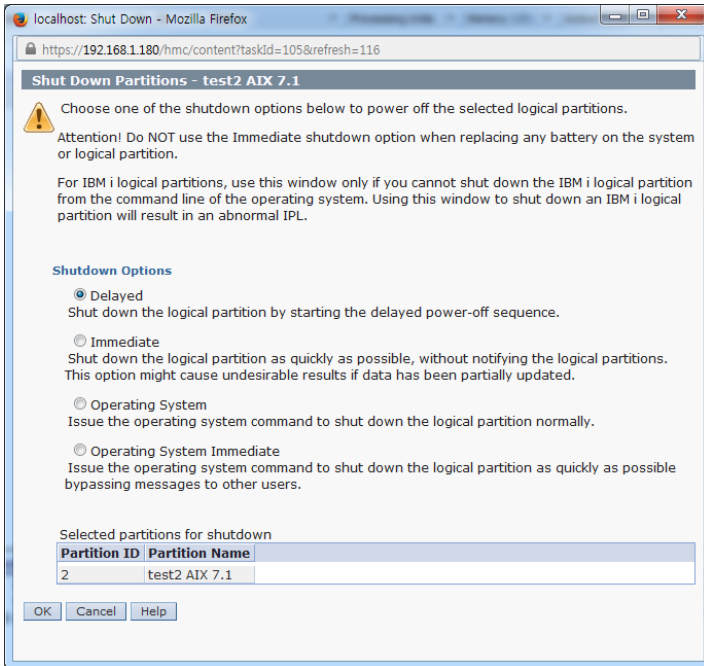 localhost: Shut Down - Mozilla Firefox
https://192.168.1.180/hmc/content?taskId=105&refresh=116
Shut Down Partitions - test2 AIX 7.1
Choose one of the shutdown options below to power off the selected logical partitions.
Attention! Do NOT use the Immediate shutdown option when replacing any battery on the system
or logical partition.
For IBM i logical partitions, use this window only if you cannot shut down the IBM i logical partition
from the command line of the operating system. Using this window to shut down an IBM i logical
partition will result in an abnormal IPL.
Shutdown Options
Delayed
Shut down the logical partition by starting the delayed power-off sequence.
Immediate
Shut down the logical partition as quickly as possible, without notifying the logical partitions.
This option might cause undesirable results if data has been partially updated.
Operating System
Issue the operating system command to shut down the logical partition normally.
Operating System Immediate
Issue the operating system command to shut down the logical partition as quickly as possible
bypassing messages to other users.
Selected partitions for shutdown
Partition ID Partition Name
2 test2 AIX 7.1
OK Cancel Help